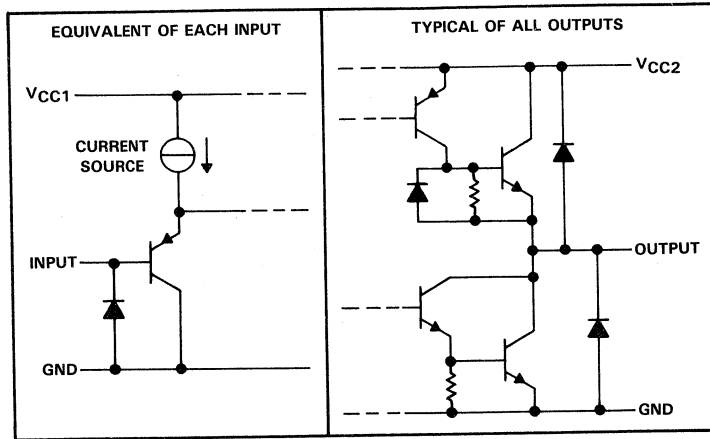 EQUIVALENT OF EACH INPUT
VCC1
CURRENT
SOURCE
INPUT
GND
TYPICAL OF ALL OUTPUTS
VCC2
OUTPUT
GND